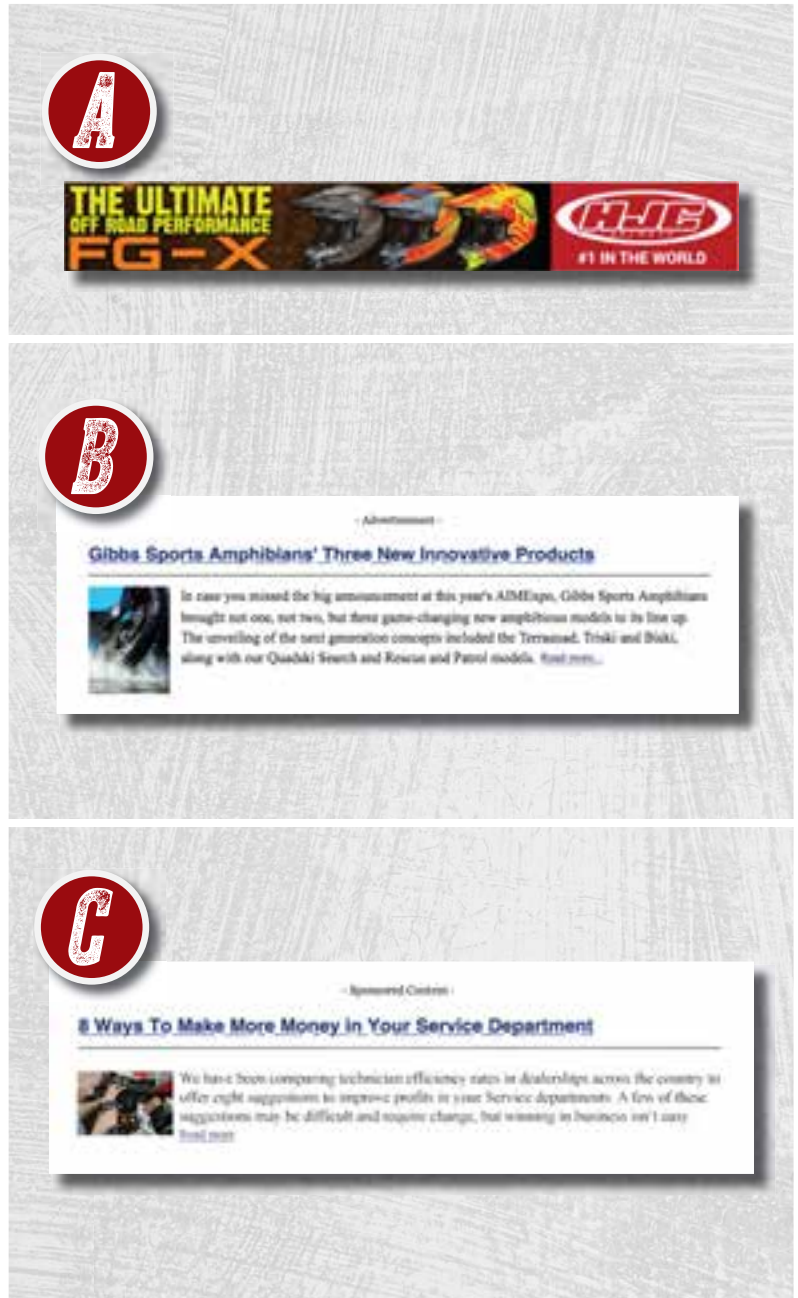 A
THE ULTIMATE
OFF ROAD PERFORMANCE
FG-X
HJC
#1 IN THE WORLD
B
- Advertisement -
Gibbs Sports Amphibians' Three New Innovative Products
In case you missed the big announcement at this year's AIMExpo, Gibbs Sports Amphibians
brought not one, not two, but three game-changing new amphibious models to its line up.
The unveiling of the next generation concepts included the Terraquad, Triski and Biski,
along with our Quadski Search and Rescue and Patrol models. Read more...
C
- Sponsored Content -
8 Ways To Make More Money in Your Service Department
We have been comparing technician efficiency rates in dealerships across the country to
offer eight suggestions to improve profits in your Service departments. A few of these
suggestions may be difficult and require change, but winning in business isn't easy
Read more